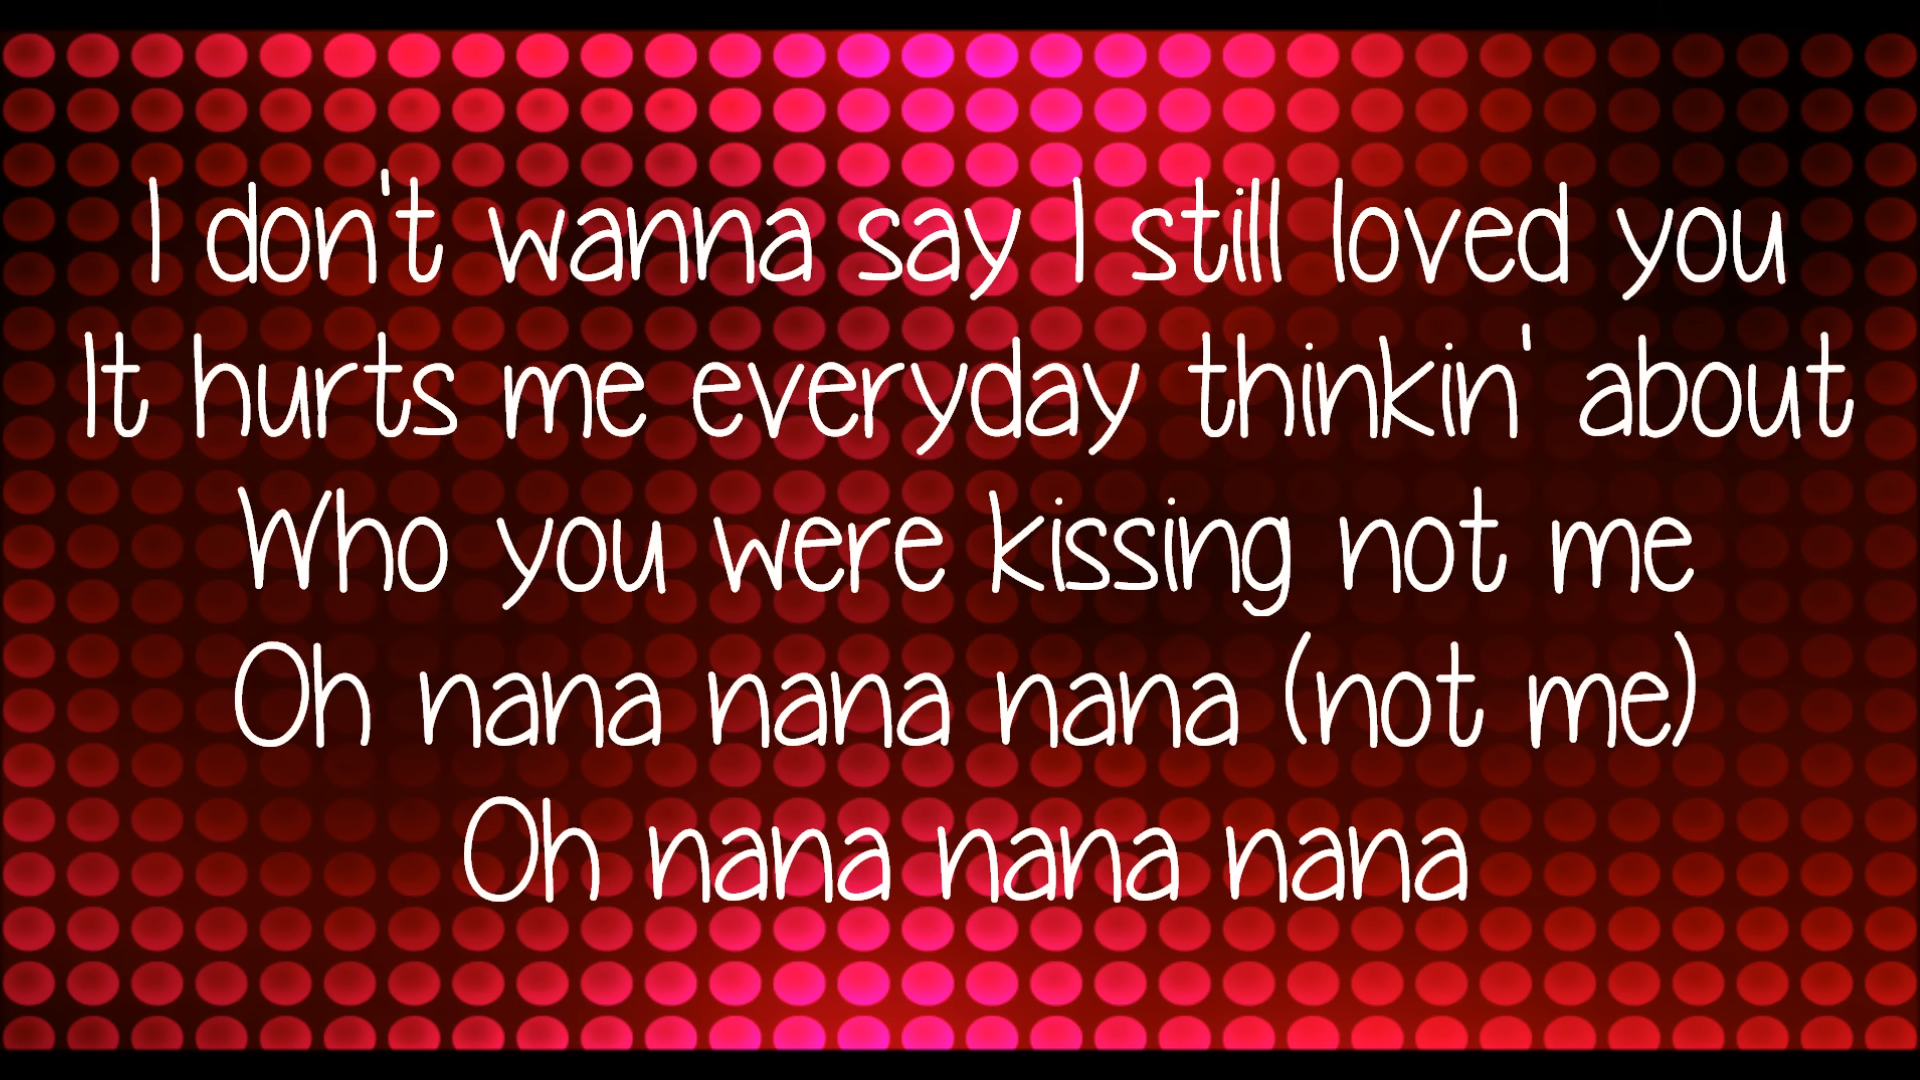 I don't wanna say I still loved you
It hurts me everyday thinkin' about
Who you were kissing not me
Oh nana nana nana (not me)
Oh nana nana nana